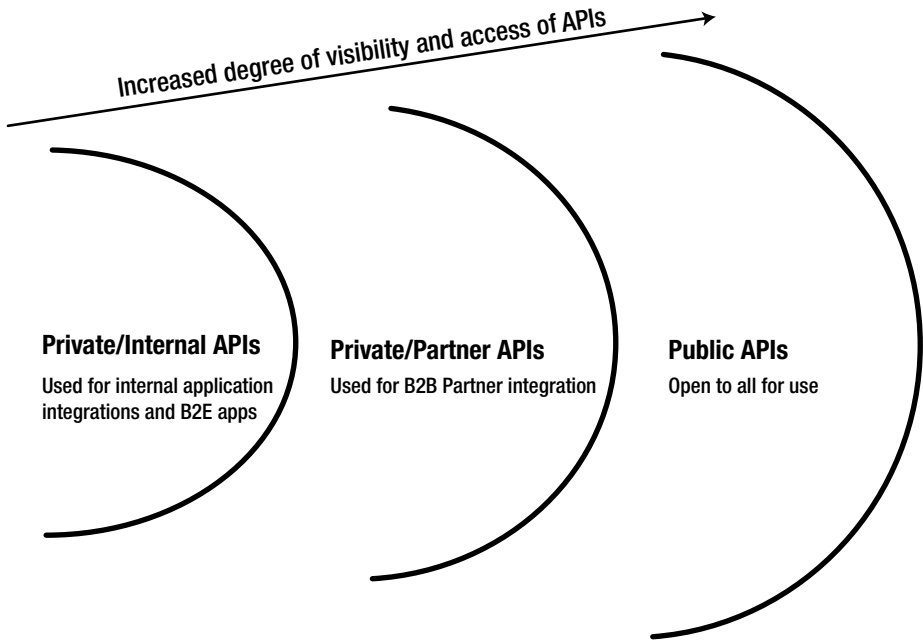 Increased degree of visibility and access of APIs
Private/Internal APIs
Used for internal application
integrations and B2E apps
Private/Partner APIs
Used for B2B Partner integration
Public APIs
Open to all for use